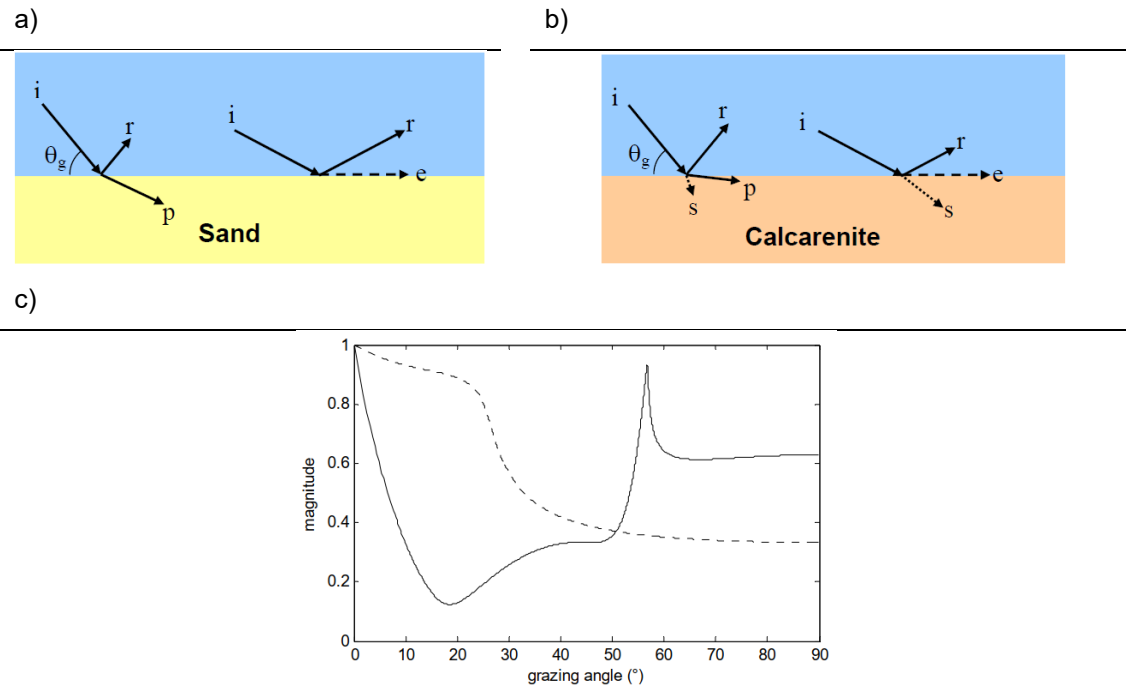 a)
b)
i
r
θg
p
i
r
e
Sand
i
r
θg
s
p
i
r
e
s
Calcarenite
c)
magnitude
1
0.8
0.6
0.4
0.2
0
0 10 20 30 40 50 60 70 80 90
grazing angle (°)